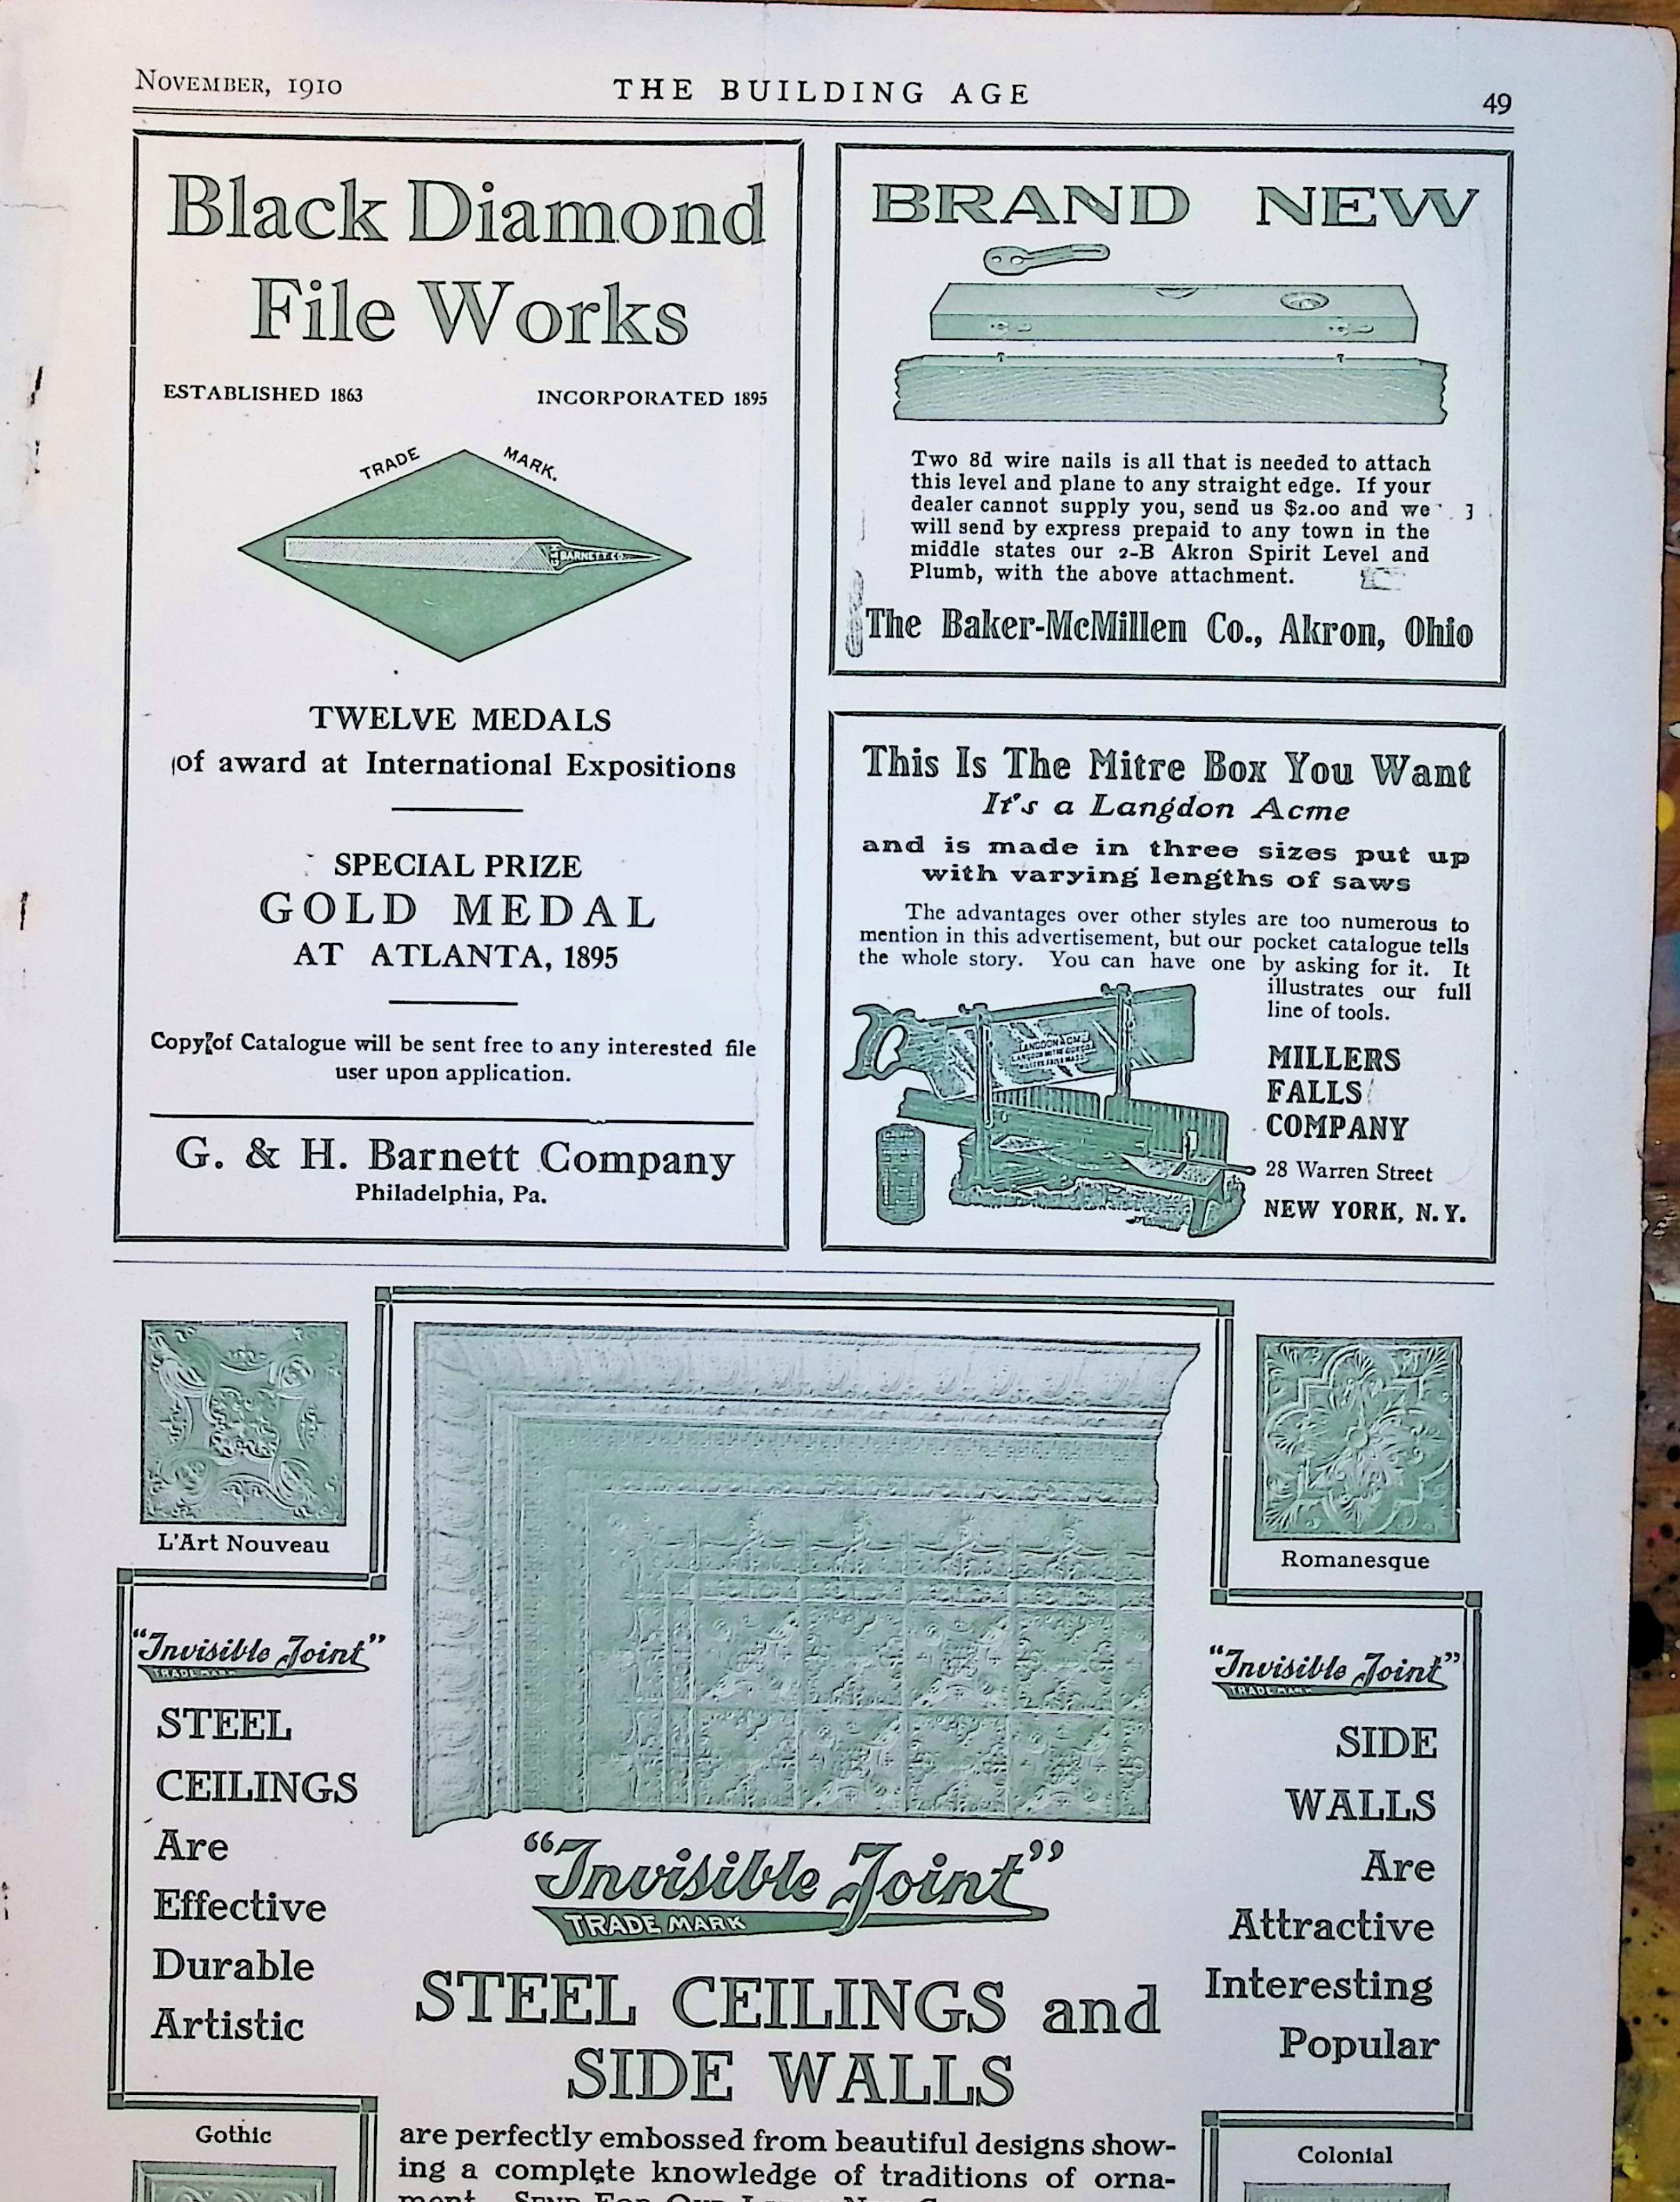 NOVEMBER, 1910
THE BUILDING AGE
49
Black Diamond
File Works
ESTABLISHED 1863
INCORPORATED 1895
TRADE MARK.
BARNETT CO.
TWELVE MEDALS
of award at International Expositions
SPECIAL PRIZE
GOLD MEDAL
AT ATLANTA, 1895
Copy of Catalogue will be sent free to any interested file
user upon application.
G. & H. Barnett Company
Philadelphia, Pa.
BRAND NEW
Two 8d wire nails is all that is needed to attach
this level and plane to any straight edge. If your
dealer cannot supply you, send us $2.00 and we
will send by express prepaid to any town in the
middle states our 2-B Akron Spirit Level and
Plumb, with the above attachment.
The Baker-McMillen Co., Akron, Ohio
This Is The Mitre Box You Want
It's a Langdon Acme
and is made in three sizes put up
with varying lengths of saws
The advantages over other styles are too numerous to
mention in this advertisement, but our pocket catalogue tells
the whole story. You can have one by asking for it. It
illustrates our full
line of tools.
LANGDON ACME
LANGDON MITRE BOX CO.
MILLERS
FALLS
COMPANY
28 Warren Street
NEW YORK, N.Y.
L'Art Nouveau
Romanesque
"Invisible Joint"
TRADE MARK
STEEL
CEILINGS
Are
Effective
Durable
Artistic
Gothic
"Invisible Joint"
TRADE MARK
STEEL CEILINGS and
SIDE WALLS
are perfectly embossed from beautiful designs show-
ing a complete knowledge of traditions of orna-
"Invisible Joint"
TRADE MARK
SIDE
WALLS
Are
Attractive
Interesting
Popular
Colonial